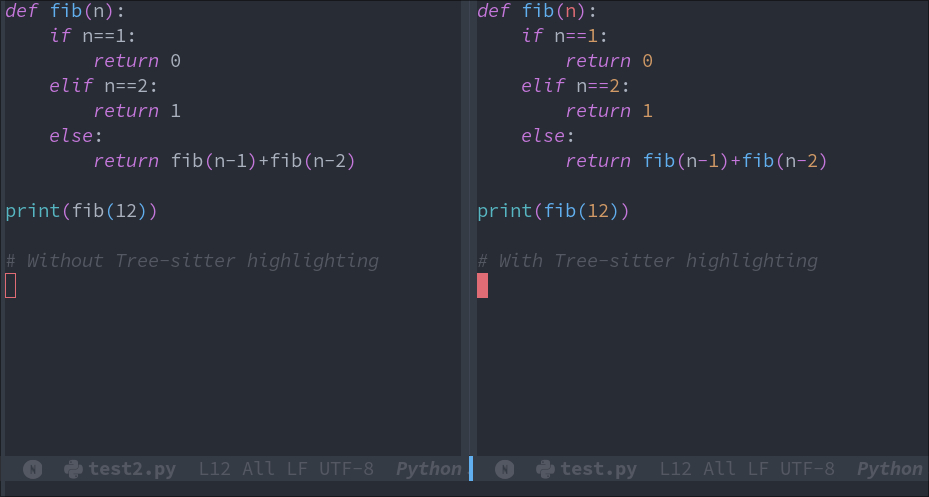 def fib(n):
    if n==1:
        return 0
    elif n==2:
        return 1
    else:
        return fib(n-1)+fib(n-2)
print(fib(12))
# Without Tree-sitter highlighting
N test2.py L12 All LF UTF-8 Python
def fib(n):
    if n==1:
        return 0
    elif n==2:
        return 1
    else:
        return fib(n-1)+fib(n-2)
print(fib(12))
# With Tree-sitter highlighting
N test.py L12 All LF UTF-8 Python